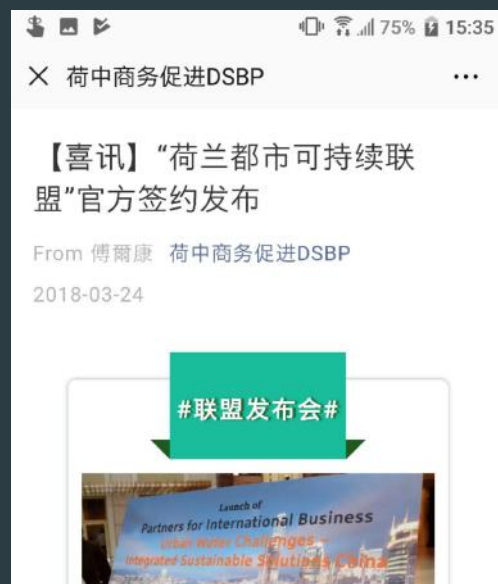 75% 15:35
荷中商务促进DSBP
【喜讯】“荷兰都市可持续联
盟”官方签约发布
From 傅爾康 荷中商务促进DSBP
2018-03-24
#联盟发布会#
Launch of
Partners for International Business
Urban Water Challenges –
Integrated Sustainable Solutions China